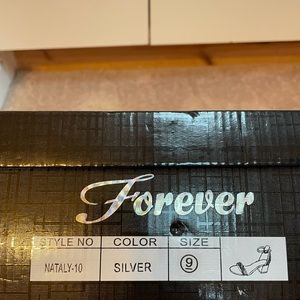 Forever
STYLE NO COLOR SIZE
NATALY-10 SILVER 9